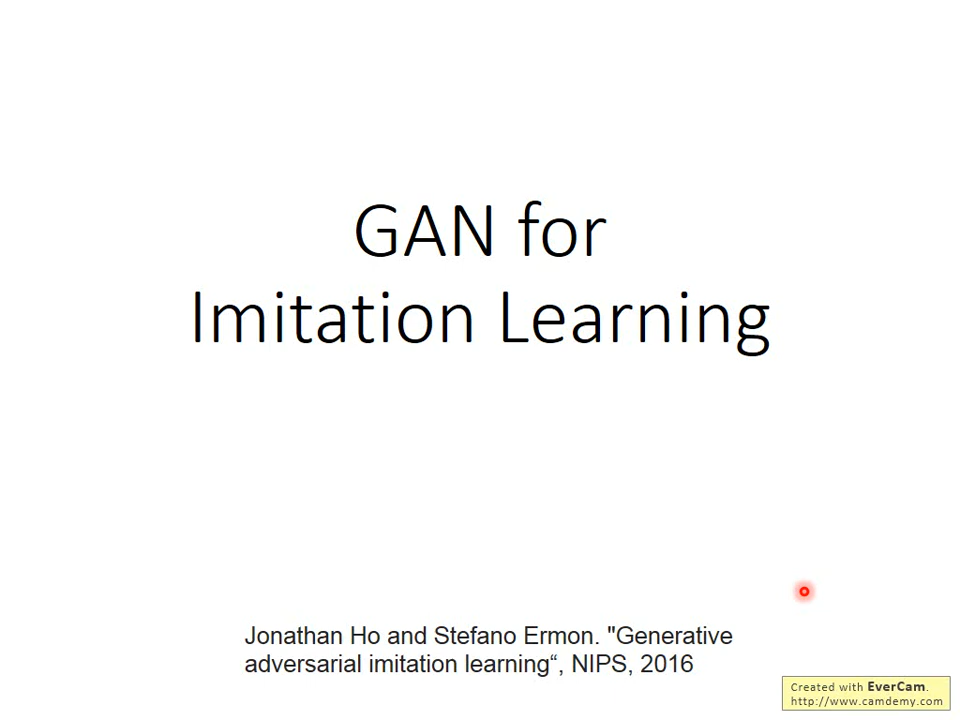 GAN for
Imitation Learning
Jonathan Ho and Stefano Ermon. "Generative
adversarial imitation learning“, NIPS, 2016
Created with EverCam.
http://www.camdemy.com